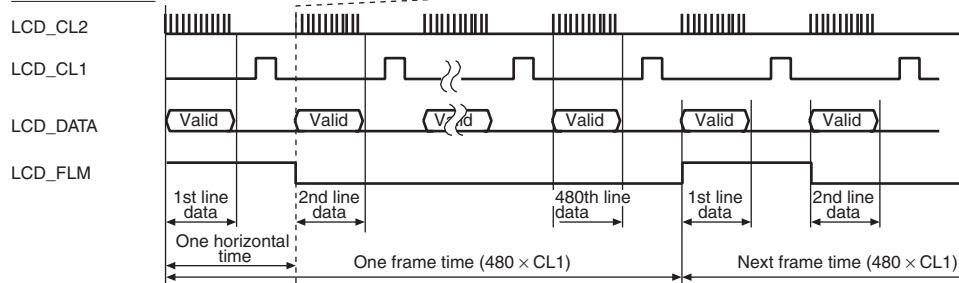 LCD_CL2
LCD_CL1
LCD_DATA
Valid Valid Valid Valid Valid Valid
LCD_FLM
1st line data
2nd line data
480th line data
1st line data
2nd line data
One horizontal time
One frame time (480 × CL1)
Next frame time (480 × CL1)